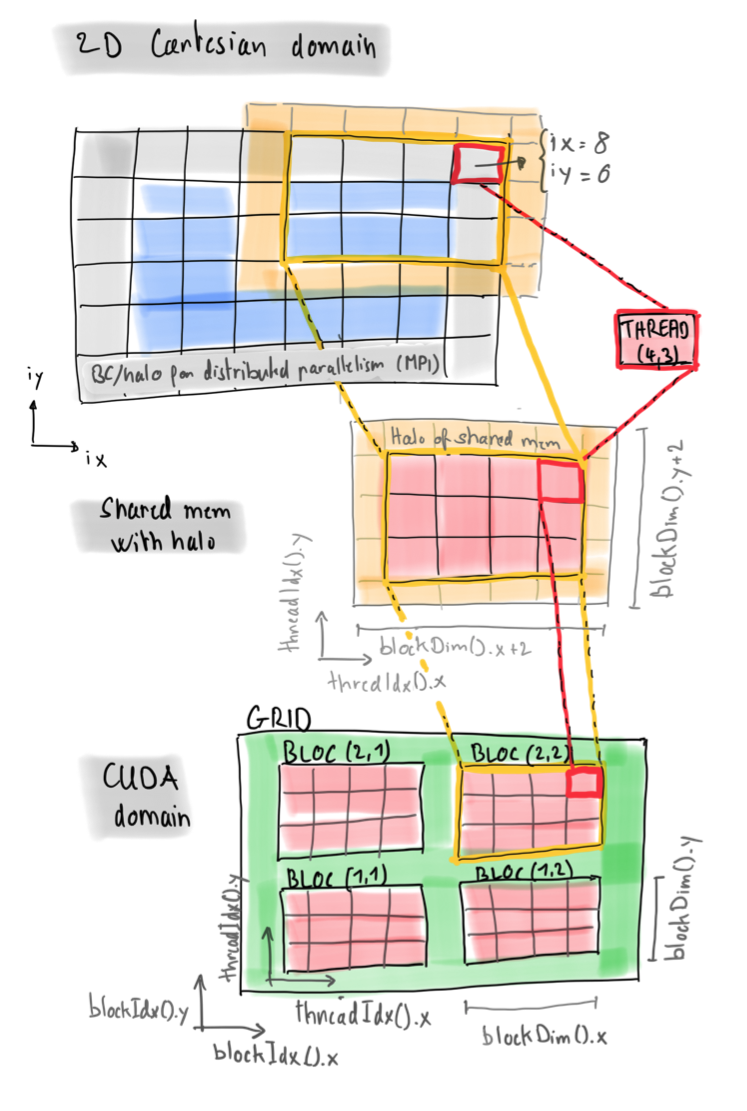 2D Cartesian domain
ix = 8
iy = 6
THREAD
(4,3)
BC/halo for distributed parallelism (MPI)
iy
ix
Halo of shared mem
blockDim().y+2
Shared mem
with halo
threadIdx().y
blockDim().x+2
thredIdx().x
GRID
BLOC (2,1)
BLOC (2,2)
CUDA
domain
BLOC (1,1)
BLOC (1,2)
threadIdx().y
blockDim().y
blockIdx().y
threadIdx().x
blockIdx().x
blockDim().x